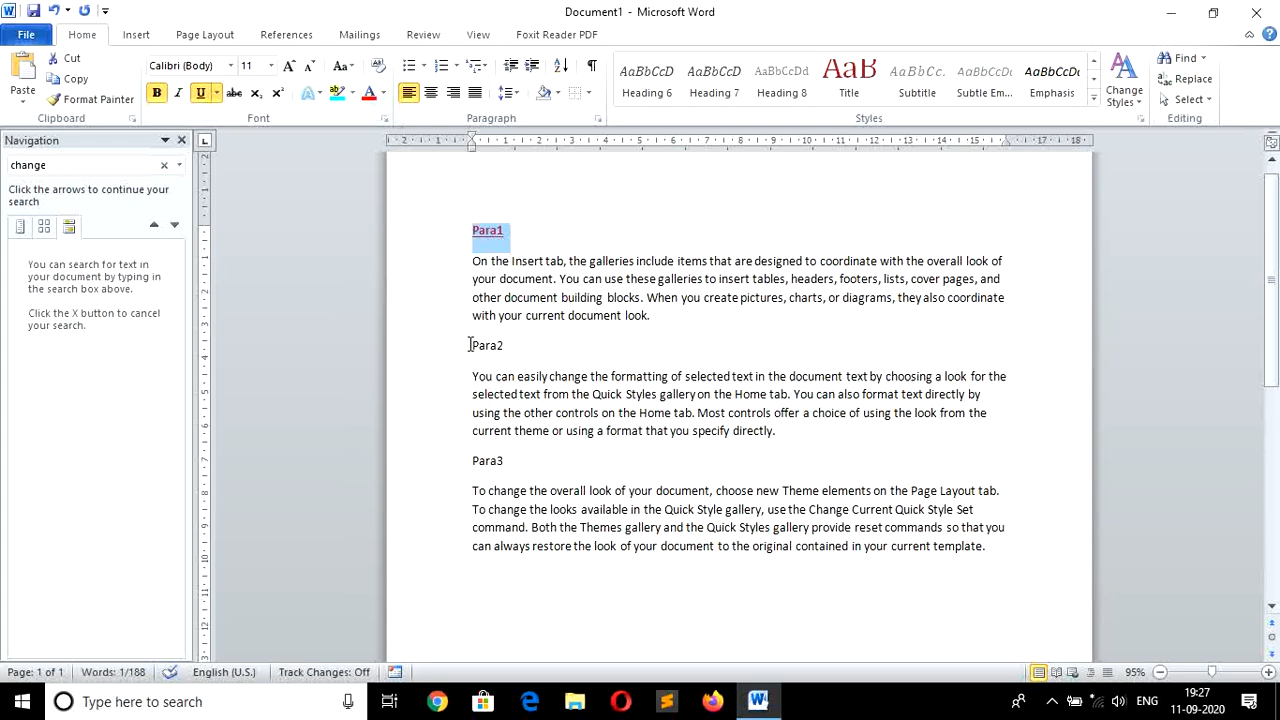 Document1 - Microsoft Word
File Home Insert Page Layout References Mailings Review View Foxit Reader PDF
Paste
Cut
Copy
Format Painter
Clipboard
Calibri (Body) 11
Font
Paragraph
AaBbCcD AaBbCcD AaBbCcDd AaB AaBbCc. AaBbCcDd AaBbCcDc
Heading 6 Heading 7 Heading 8 Title Subtitle Subtle Em... Emphasis
Change Styles
Styles
Find
Replace
Select
Editing
Navigation
change
Click the arrows to continue your
search
You can search for text in
your document by typing in
the search box above.
Click the X button to cancel
your search.
Para1
On the Insert tab, the galleries include items that are designed to coordinate with the overall look of
your document. You can use these galleries to insert tables, headers, footers, lists, cover pages, and
other document building blocks. When you create pictures, charts, or diagrams, they also coordinate
with your current document look.
Para2
You can easily change the formatting of selected text in the document text by choosing a look for the
selected text from the Quick Styles gallery on the Home tab. You can also format text directly by
using the other controls on the Home tab. Most controls offer a choice of using the look from the
current theme or using a format that you specify directly.
Para3
To change the overall look of your document, choose new Theme elements on the Page Layout tab.
To change the looks available in the Quick Style gallery, use the Change Current Quick Style Set
command. Both the Themes gallery and the Quick Styles gallery provide reset commands so that you
can always restore the look of your document to the original contained in your current template.
Page: 1 of 1 Words: 1/188 English (U.S.) Track Changes: Off 95%
Type here to search
ENG
19:27
11-09-2020